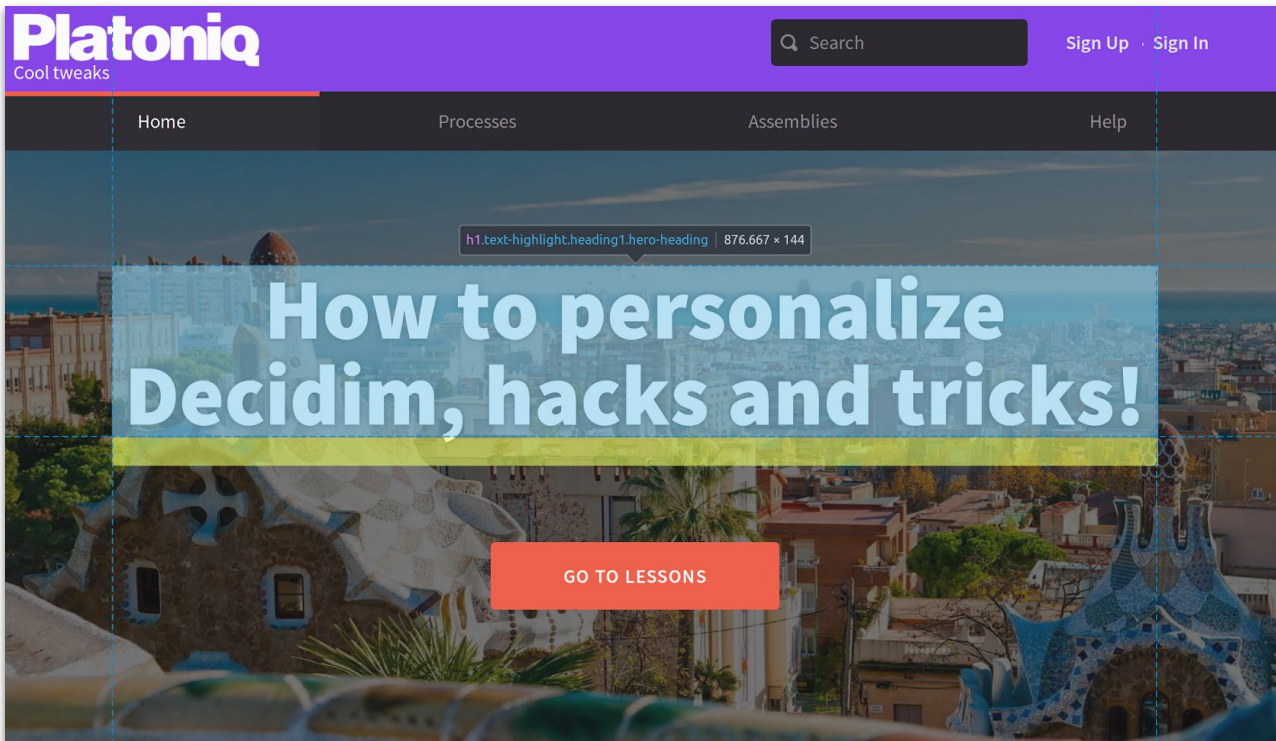 Platoniq
Cool tweaks
Search
Sign Up · Sign In
Home
Processes
Assemblies
Help
h1.text-highlight.heading1.hero-heading | 876.667 × 144
How to personalize
Decidim, hacks and tricks!
GO TO LESSONS